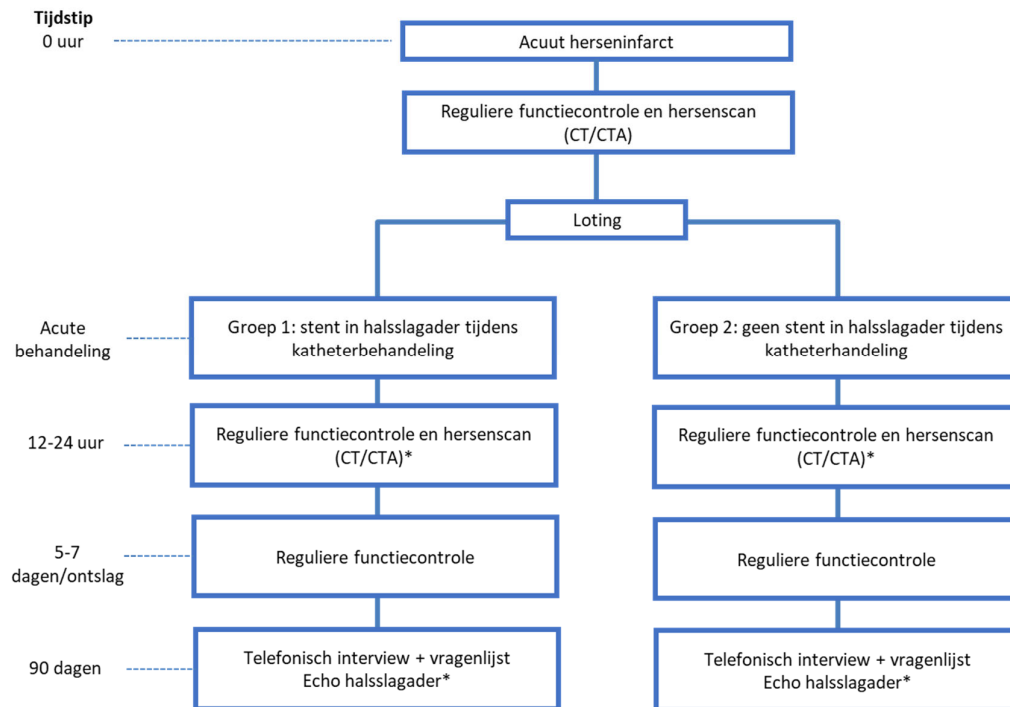 Tijdstip
0 uur
Acuut herseninfarct
Reguliere functiecontrole en hersenscan
(CT/CTA)
Loting
Acute
behandeling
Groep 1: stent in halsslagader tijdens
katheterbehandeling
Groep 2: geen stent in halsslagader tijdens
katheterhandeling
12-24 uur
Reguliere functiecontrole en hersenscan
(CT/CTA)*
Reguliere functiecontrole en hersenscan
(CT/CTA)*
5-7
dagen/ontslag
Reguliere functiecontrole
Reguliere functiecontrole
90 dagen
Telefonisch interview + vragenlijst
Echo halsslagader*
Telefonisch interview + vragenlijst
Echo halsslagader*